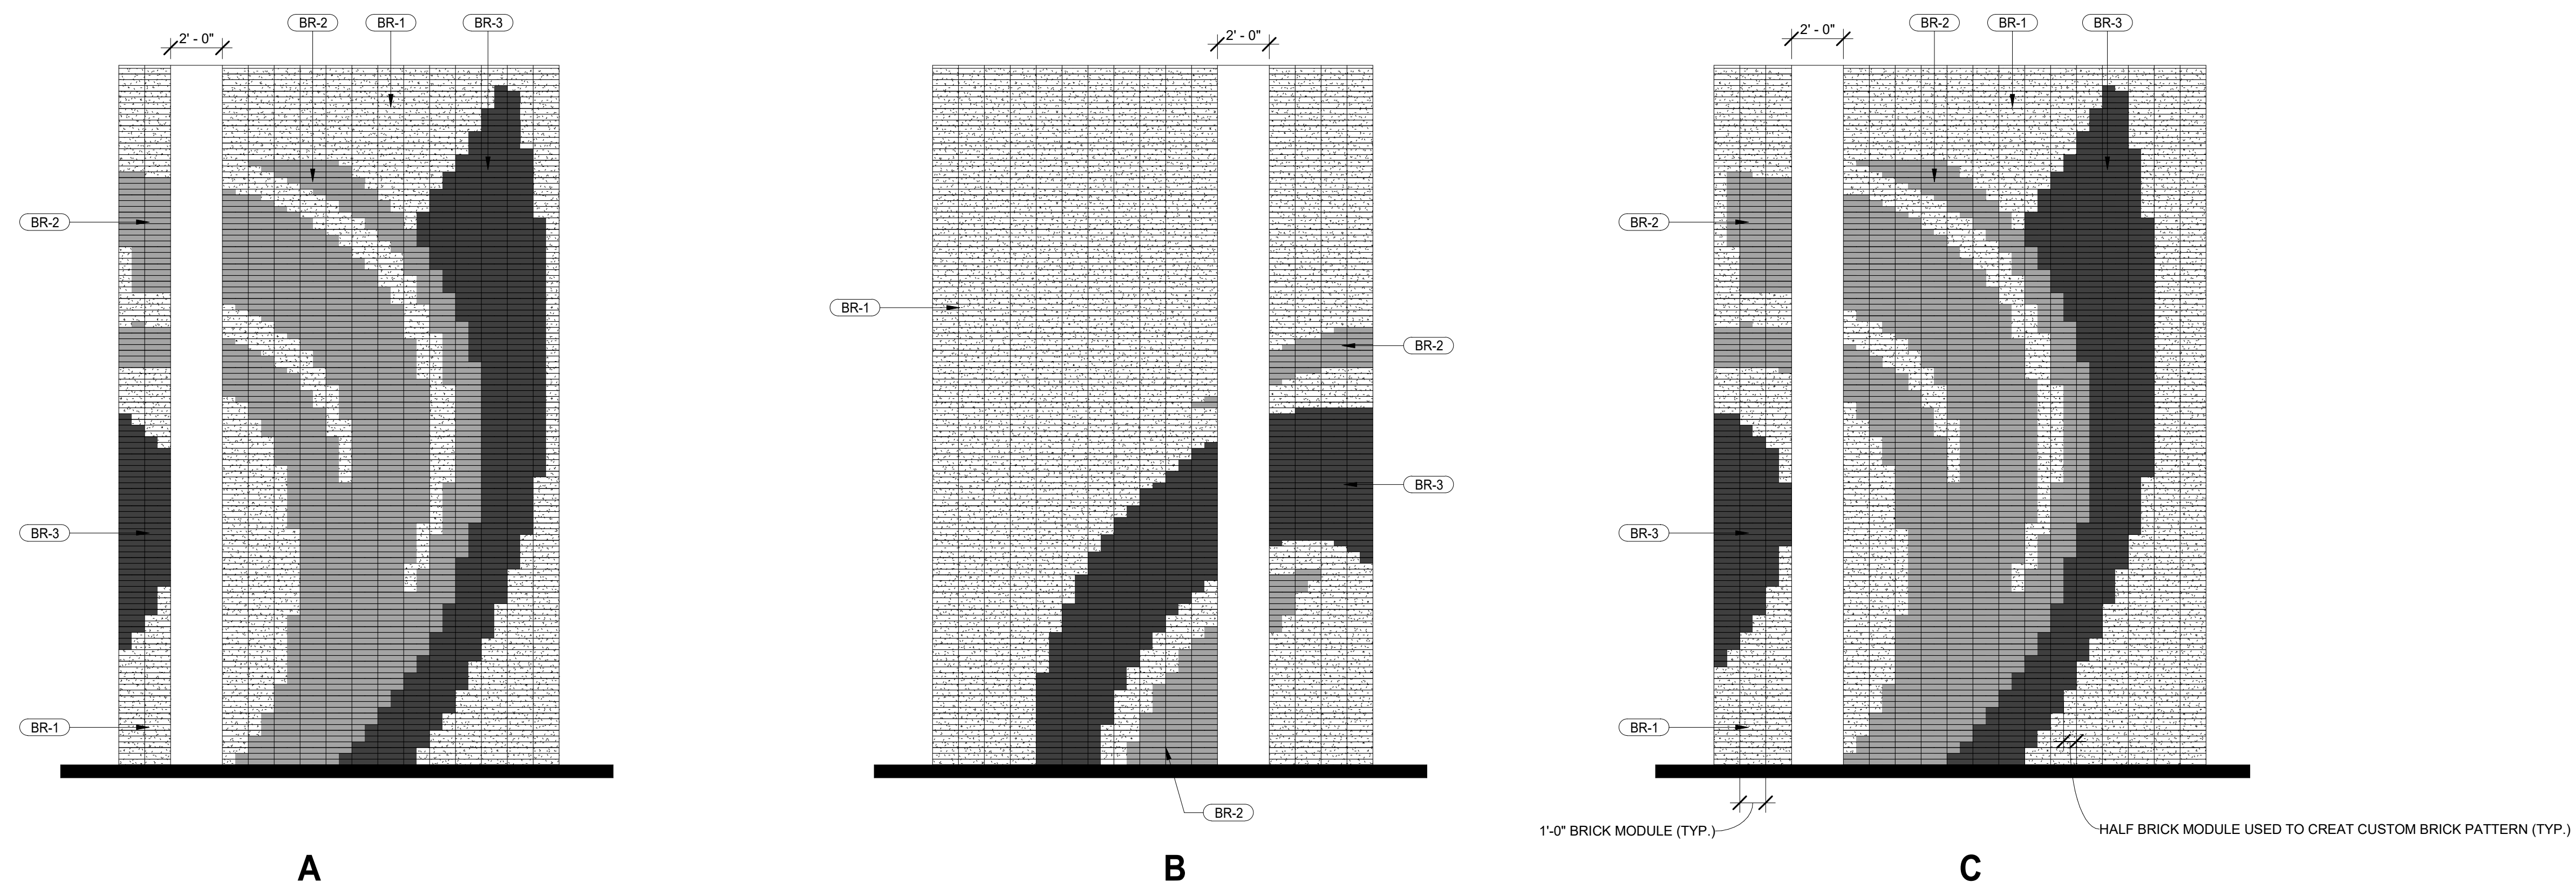 BR-2 BR-1 BR-3
BR-2 BR-1 BR-3
2' - 0"
2' - 0"
2' - 0"
BR-2
BR-2
BR-1
BR-2
BR-3
BR-3
BR-3
BR-1
BR-1
BR-2
1'-0" BRICK MODULE (TYP.)
HALF BRICK MODULE USED TO CREAT CUSTOM BRICK PATTERN (TYP.)
A
B
C